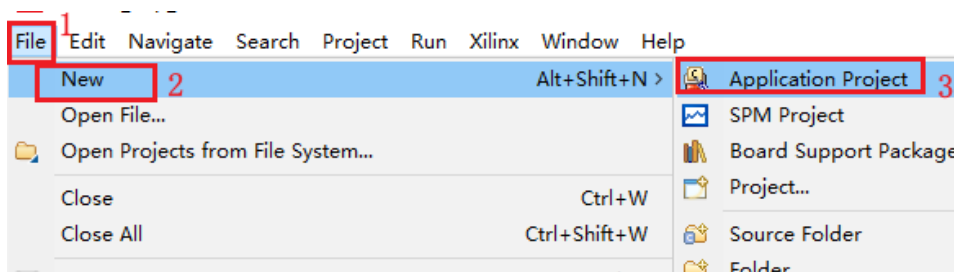 1
File Edit Navigate Search Project Run Xilinx Window Help
New 2 Alt+Shift+N > Application Project 3
Open File... SPM Project
Open Projects from File System... Board Support Package
Project...
Close Ctrl+W
Close All Ctrl+Shift+W Source Folder
Folder